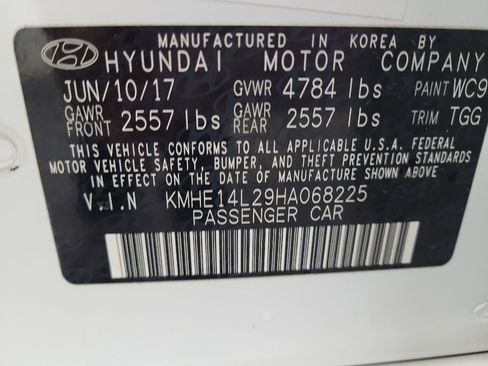 MANUFACTURED IN KOREA BY
HYUNDAI MOTOR COMPANY
JUN/10/17 GVWR 4784 lbs PAINT WC9
GAWR FRONT 2557 lbs GAWR REAR 2557 lbs TRIM TGG
THIS VEHICLE CONFORMS TO ALL APPLICABLE U.S.A. FEDERAL
MOTOR VEHICLE SAFETY, BUMPER, AND THEFT PREVENTION STANDARDS
IN EFFECT ON THE DATE OF MANUFACTURE SHOWN ABOVE.
V.I.N KMHE14L29HA068225
PASSENGER CAR